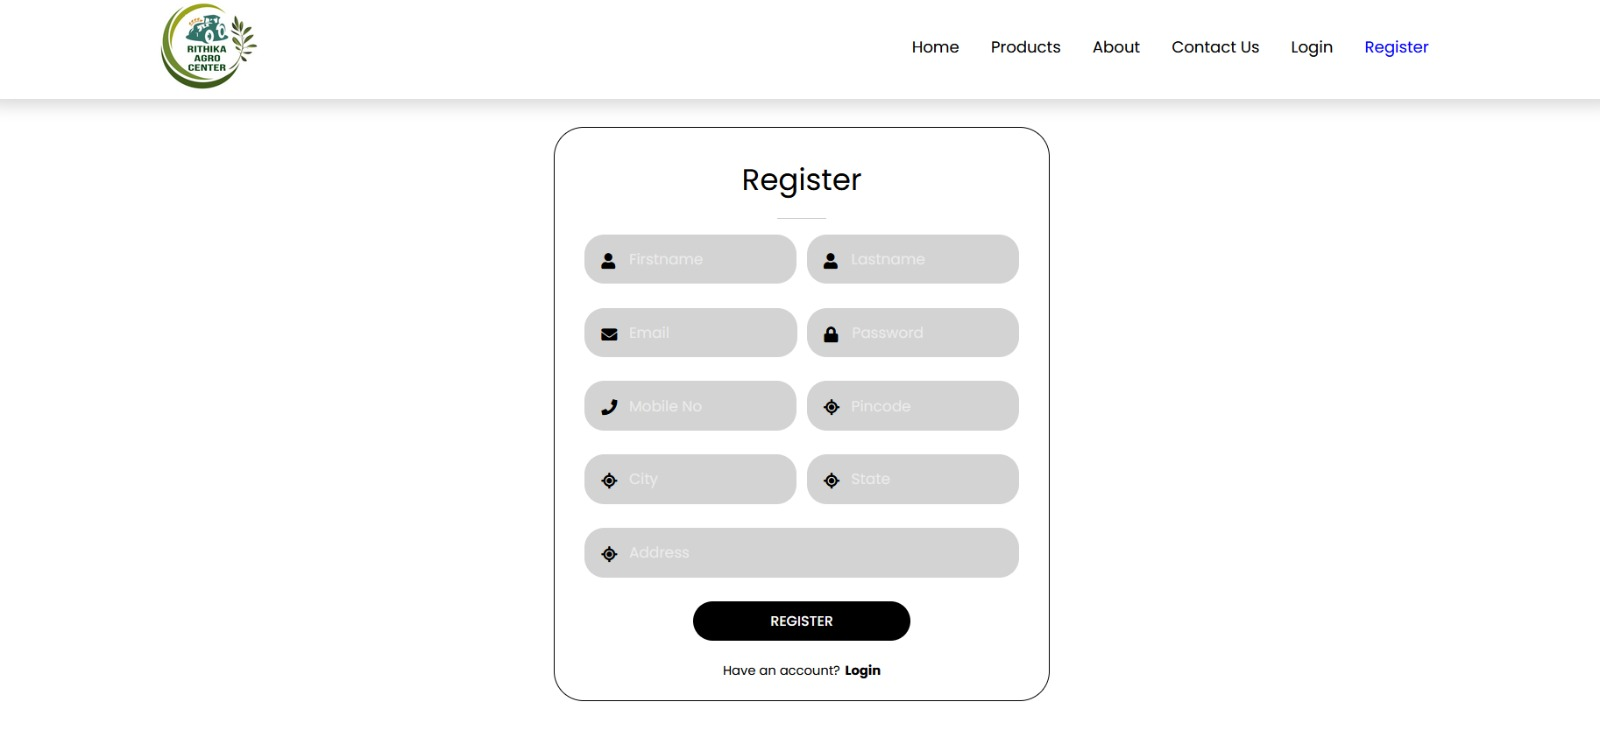 RITHIKA
AGRO
CENTER
Home Products About Contact Us Login Register
Register
Firstname Lastname
Email Password
Mobile No Pincode
City State
Address
REGISTER
Have an account? Login